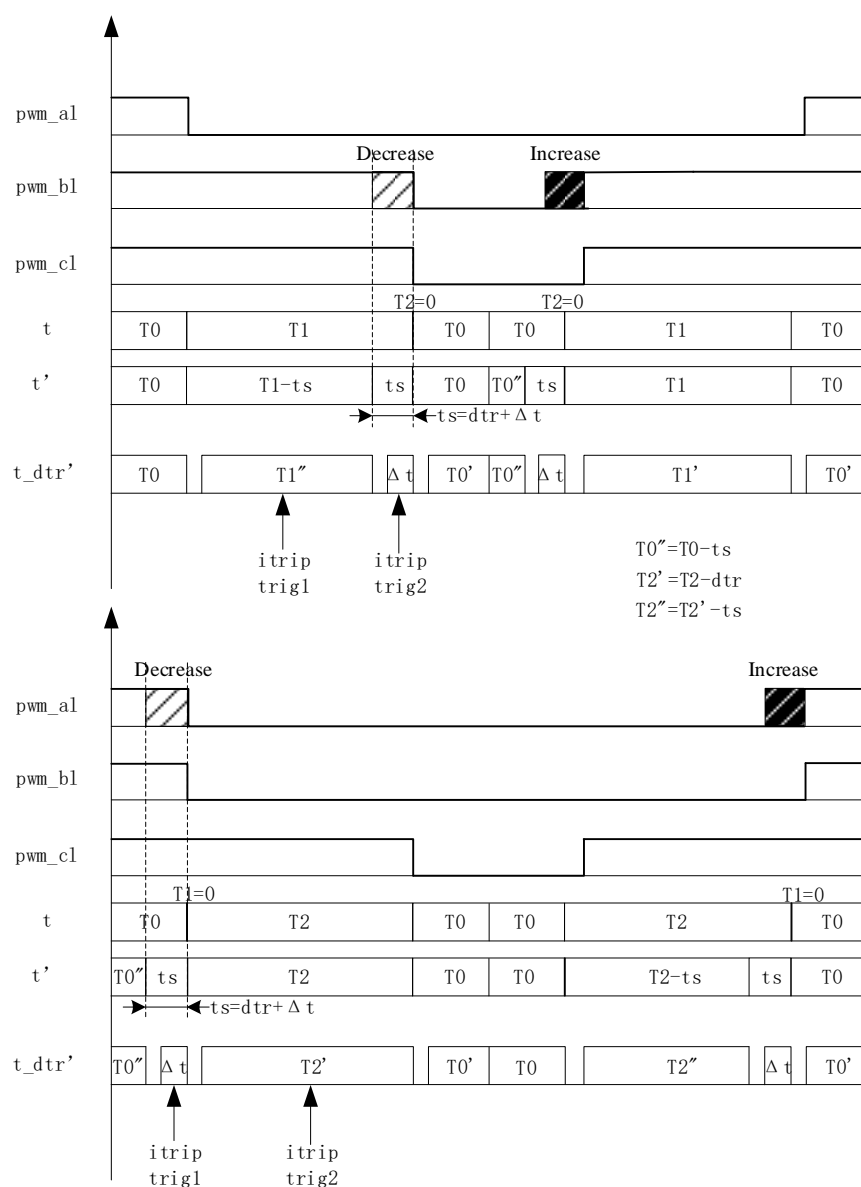 pwm_al
Decrease Increase
pwm_bl
pwm_cl
T2=0 T2=0
t T0 T1 T0 T0 T1 T0
t’ T0 T1-ts ts T0 T0″ ts T1 T0
ts=dtr+Δt
t_dtr’ T0 T1″ Δt T0’ T0″ Δt T1’ T0’
itrip itrip
trig1 trig2
T0″=T0-ts
T2’=T2-dtr
T2″=T2’-ts
Decrease Increase
pwm_al
pwm_bl
pwm_cl
T1=0 T1=0
t T0 T2 T0 T0 T2 T0
t’ T0″ ts T2 T0 T0 T2-ts ts T0
ts=dtr+Δt
t_dtr’ T0″ Δt T2’ T0’ T0 T2″ Δt T0’
itrip itrip
trig1 trig2